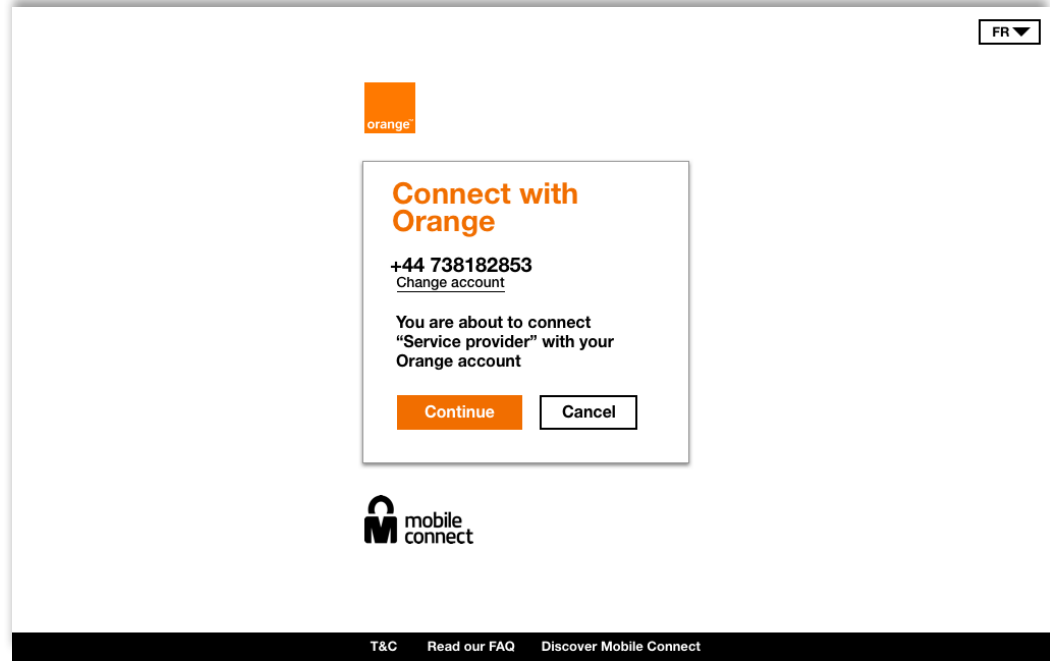 FR
orange™
Connect with
Orange
+44 738182853
Change account
You are about to connect
“Service provider” with your
Orange account
Continue Cancel
mobile
connect
T&C Read our FAQ Discover Mobile Connect